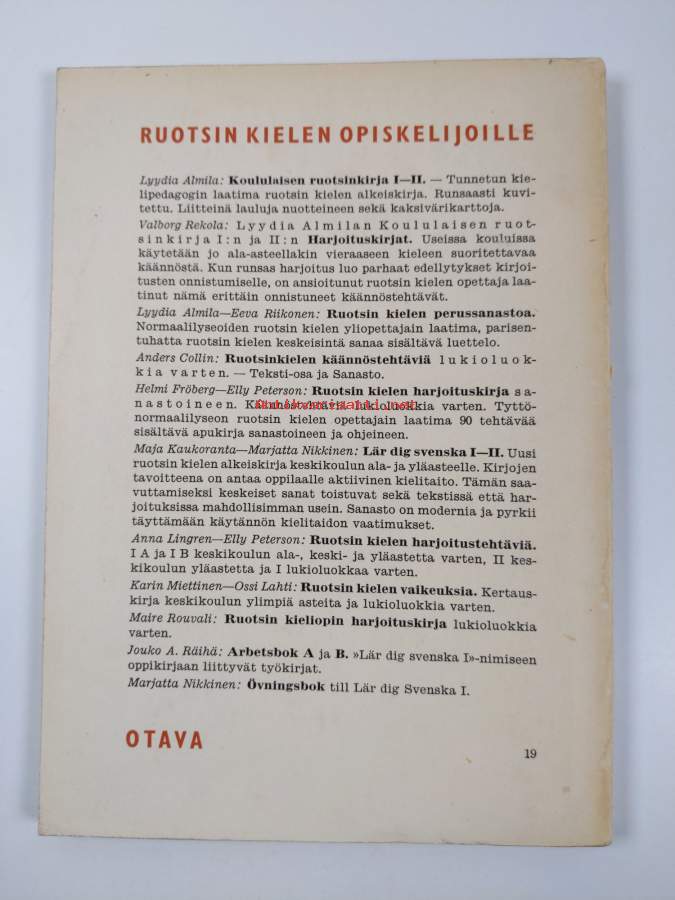 RUOTSIN KIELEN OPISKELIJOILLE
Lyydia Almila: Koululaisen ruotsinkirja I—II. — Tunnetun kie-
lipedagogin laatima ruotsin kielen alkeiskirja. Runsaasti kuvi-
tettu. Liitteinä lauluja nuotteineen sekä kaksivärikarttoja.
Valborg Rekola: Lyydia Almilan Koululaisen ruot-
sinkirja I:n ja II:n Harjoituskirjat. Useissa kouluissa
käytetään jo ala-asteellakin vieraaseen kieleen suoritettavaa
käännöstä. Kun runsas harjoitus luo parhaat edellytykset kirjoi-
tusten onnistumiselle, on ansioitunut ruotsin kielen opettaja laa-
tinut nämä erittäin onnistuneet käännöstehtävät.
Lyydia Almila—Eeva Riikonen: Ruotsin kielen perussanastoa.
Normaalilyseoiden ruotsin kielen yliopettajain laatima, parisen-
tuhatta ruotsin kielen keskeisintä sanaa sisältävä luettelo.
Anders Collin: Ruotsinkielen käännöstehtäviä lukioluok-
kia varten. — Teksti-osa ja Sanasto.
Helmi Fröberg—Elly Peterson: Ruotsin kielen harjoituskirja sa-
nastoineen. Käännöstehtäviä lukioluokkia varten. Tyttö-
normaalilyseon ruotsin kielen opettajain laatima 90 tehtävää
sisältävä apukirja sanastoineen ja ohjeineen.
Maja Kaukoranta—Marjatta Nikkinen: Lär dig svenska I—II. Uusi
ruotsin kielen alkeiskirja keskikoulun ala- ja yläasteelle. Kirjojen
tavoitteena on antaa oppilaalle aktiivinen kielitaito. Tämän saa-
vuttamiseksi keskeiset sanat toistuvat sekä tekstissä että har-
joituksissa mahdollisimman usein. Sanasto on modernia ja pyrkii
täyttämään käytännön kielitaidon vaatimukset.
Anna Lingren—Elly Peterson: Ruotsin kielen harjoitustehtäviä.
I A ja I B keskikoulun ala-, keski- ja yläastetta varten, II kes-
kikoulun yläastetta ja I lukioluokkaa varten.
Karin Miettinen—Ossi Lahti: Ruotsin kielen vaikeuksia. Kertaus-
kirja keskikoulun ylimpiä asteita ja lukioluokkia varten.
Maire Rouvali: Ruotsin kieliopin harjoituskirja lukioluokkia
varten.
Jouko A. Räihä: Arbetsbok A ja B. »Lär dig svenska I»-nimiseen
oppikirjaan liittyvät työkirjat.
Marjatta Nikkinen: Övningsbok till Lär dig Svenska I.
OTAVA
19